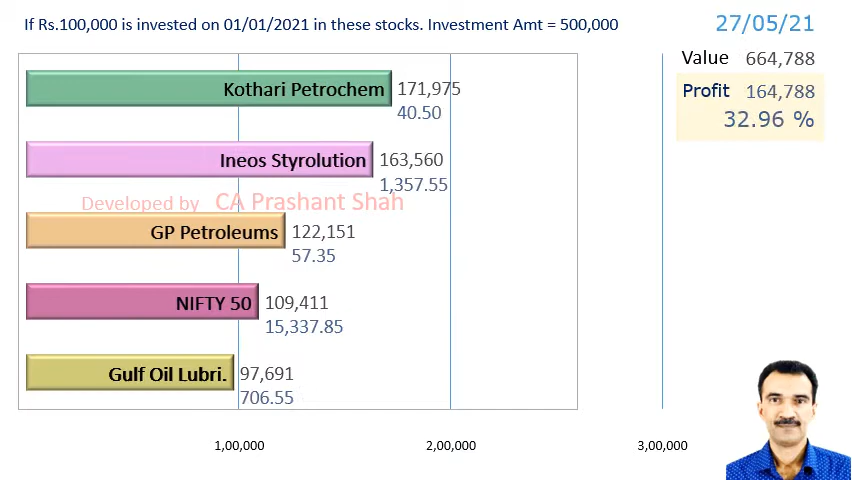 If Rs.100,000 is invested on 01/01/2021 in these stocks. Investment Amt = 500,000
27/05/21
Value 664,788
Profit 164,788
32.96 %
Kothari Petrochem 171,975
40.50
Ineos Styrolution 163,560
1,357.55
Developed by CA Prashant Shah
GP Petroleums 122,151
57.35
NIFTY 50 109,411
15,337.85
Gulf Oil Lubri. 97,691
706.55
1,00,000 2,00,000 3,00,000